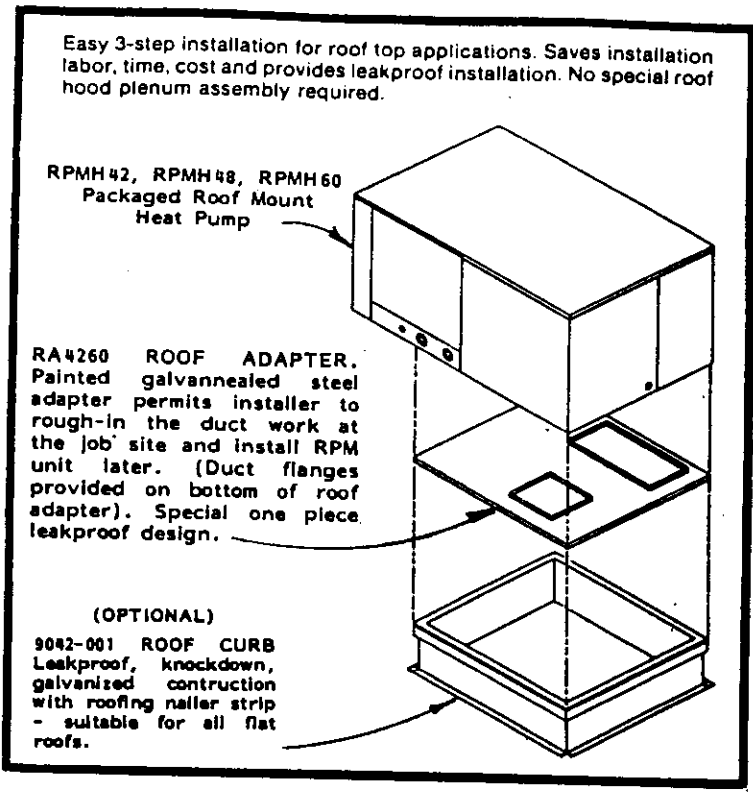 Easy 3-step installation for roof top applications. Saves installation
labor, time, cost and provides leakproof installation. No special roof
hood plenum assembly required.
RPMH42, RPMH48, RPMH60
Packaged Roof Mount
Heat Pump
RA4260 ROOF ADAPTER.
Painted galvannealed steel
adapter permits installer to
rough-in the duct work at
the job site and install RPM
unit later. (Duct flanges
provided on bottom of roof
adapter). Special one piece
leakproof design.
(OPTIONAL)
9042-001 ROOF CURB
Leakproof, knockdown,
galvanized contruction
with roofing nailer strip
- suitable for all flat
roofs.